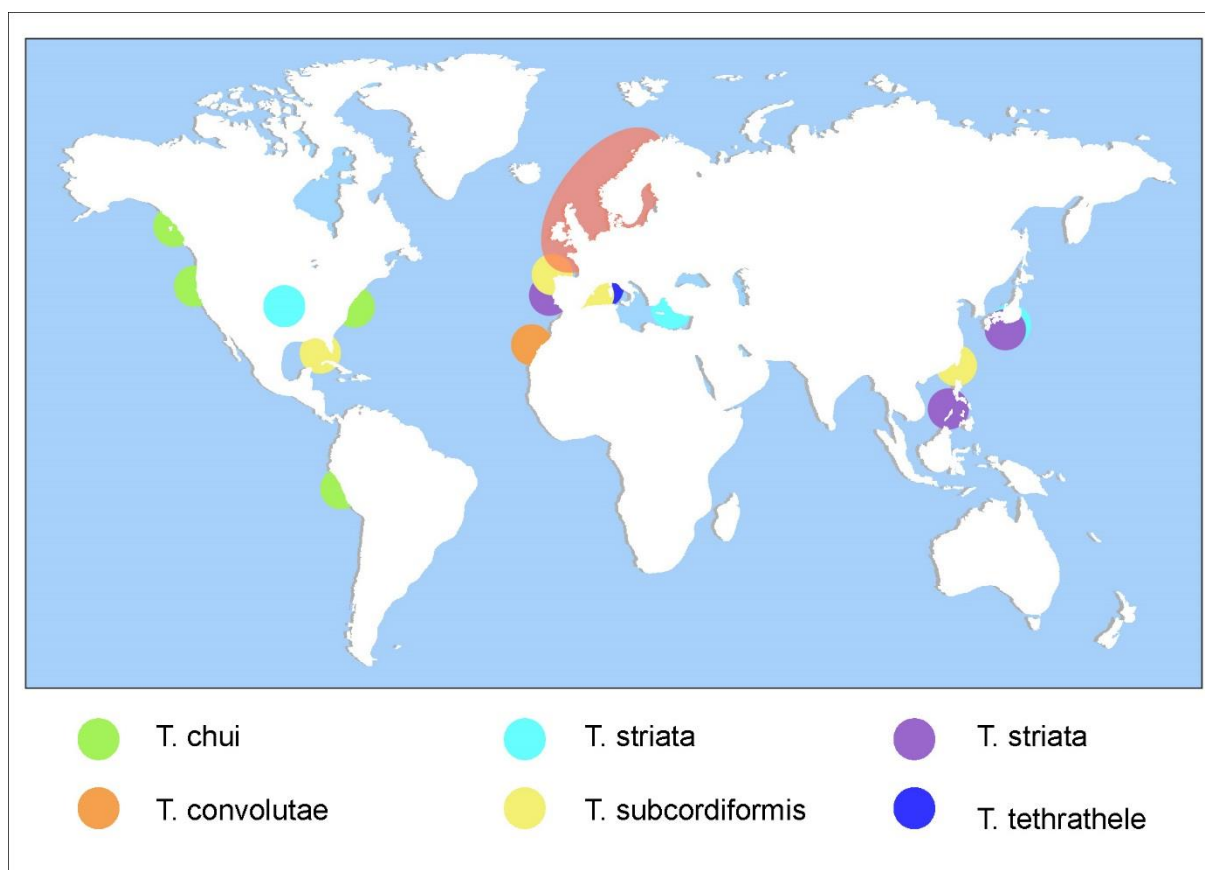 T. chui
T. striata
T. striata
T. convolutae
T. subcordiformis
T. tethrathele